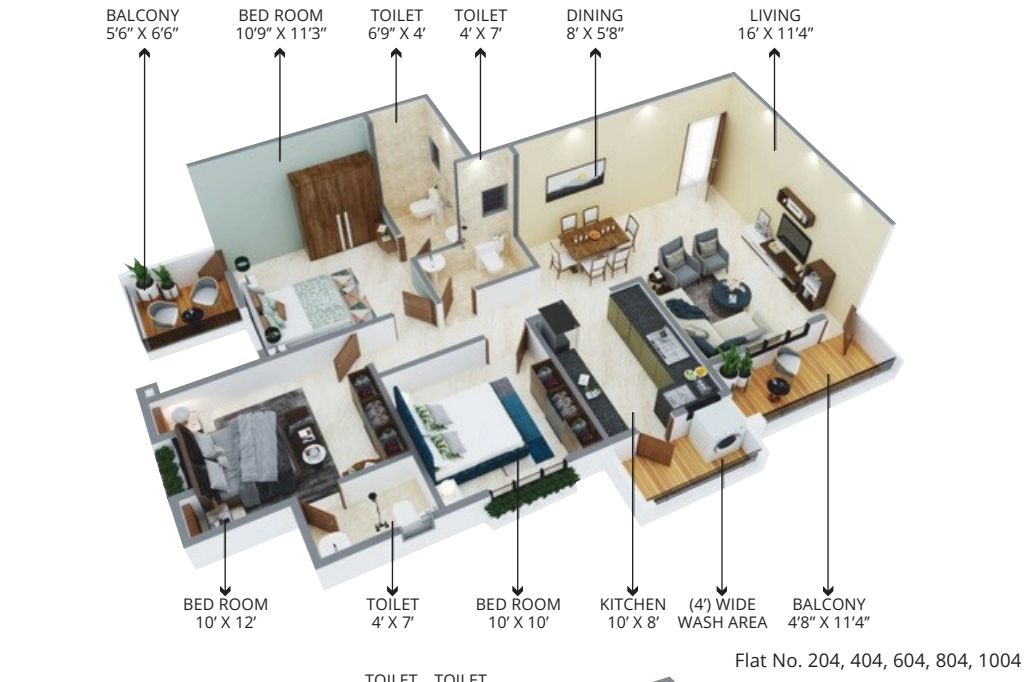 BALCONY
5’6” X 6’6”
BED ROOM
10’9” X 11’3”
TOILET
6’9” X 4’
TOILET
4’ X 7’
DINING
8’ X 5’8”
LIVING
16’ X 11’4”
BED ROOM
10’ X 12’
TOILET
4’ X 7’
BED ROOM
10’ X 10’
KITCHEN
10’ X 8’
(4’) WIDE
WASH AREA
BALCONY
4’8” X 11’4”
Flat No. 204, 404, 604, 804, 1004
TOILET TOILET